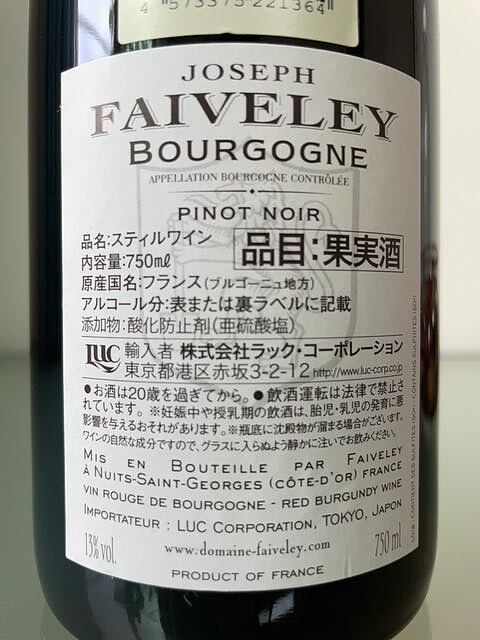 4 "573375"221364"
JOSEPH
FAIVELEY
BOURGOGNE
APPELLATION BOURGOGNE CONTRÔLÉE
PINOT NOIR
品名:スティルワイン
内容量:750㎖
品目:果実酒
原産国名:フランス(ブルゴーニュ地方)
アルコール分:表または裏ラベルに記載
添加物:酸化防止剤(亜硫酸塩)
LUC 輸入者 株式会社ラック・コーポレーション
東京都港区赤坂3-2-12 http://www.luc-corp.co.jp
●お酒は20歳を過ぎてから。●飲酒運転は法律で禁止さ
れています。※妊娠中や授乳期の飲酒は、胎児・乳児の発育に悪
影響を与えるおそれがあります。※瓶底に沈殿物が溜まる場合がございます。
ワインの自然な成分ですので、グラスに入らぬよう静かに注いでお飲みください。
MIS EN BOUTEILLE PAR FAIVELEY
À NUITS-SAINT-GEORGES (CÔTE-D'OR) FRANCE
VIN ROUGE DE BOURGOGNE - RED BURGUNDY WINE
IMPORTATEUR : LUC CORPORATION, TOKYO, JAPON
13% vol.
www.domaine-faiveley.com
750 ml
PRODUCT OF FRANCE